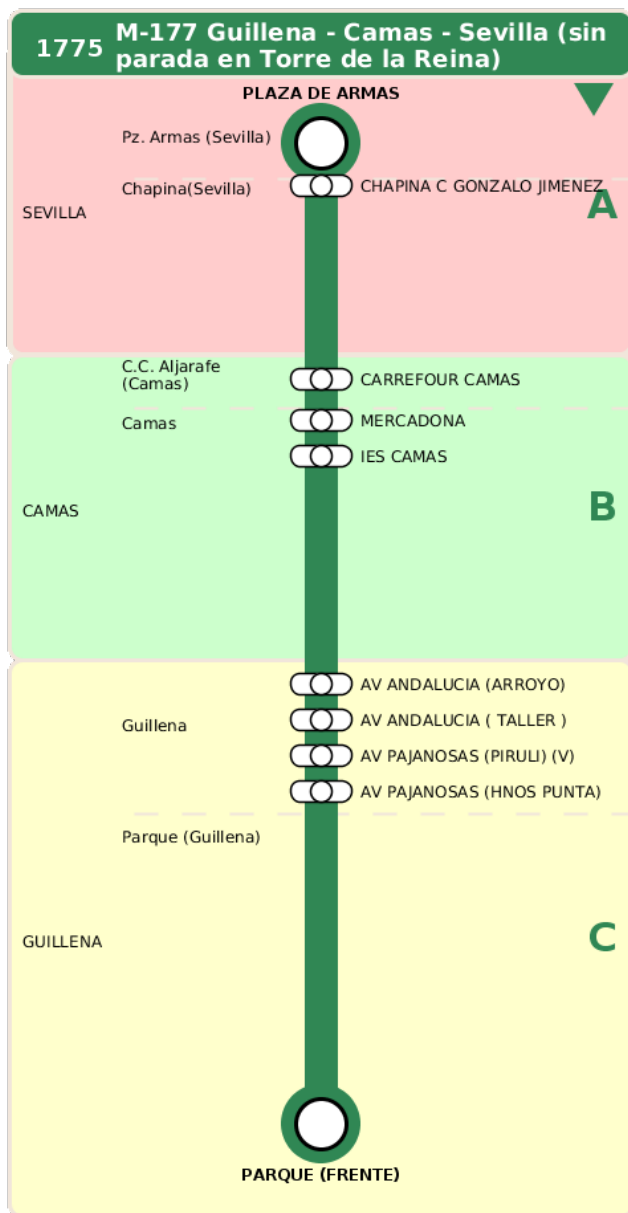 1775
M-177 Guillena - Camas - Sevilla (sin
parada en Torre de la Reina)
PLAZA DE ARMAS
Pz. Armas (Sevilla)
Chapina(Sevilla)
CHAPINA C GONZALO JIMENEZ
A
SEVILLA
C.C. Aljarafe
(Camas)
CARREFOUR CAMAS
Camas
MERCADONA
IES CAMAS
CAMAS
B
AV ANDALUCIA (ARROYO)
Guillena
AV ANDALUCIA ( TALLER )
AV PAJANOSAS (PIRULI) (V)
AV PAJANOSAS (HNOS PUNTA)
Parque (Guillena)
GUILLENA
C
PARQUE (FRENTE)